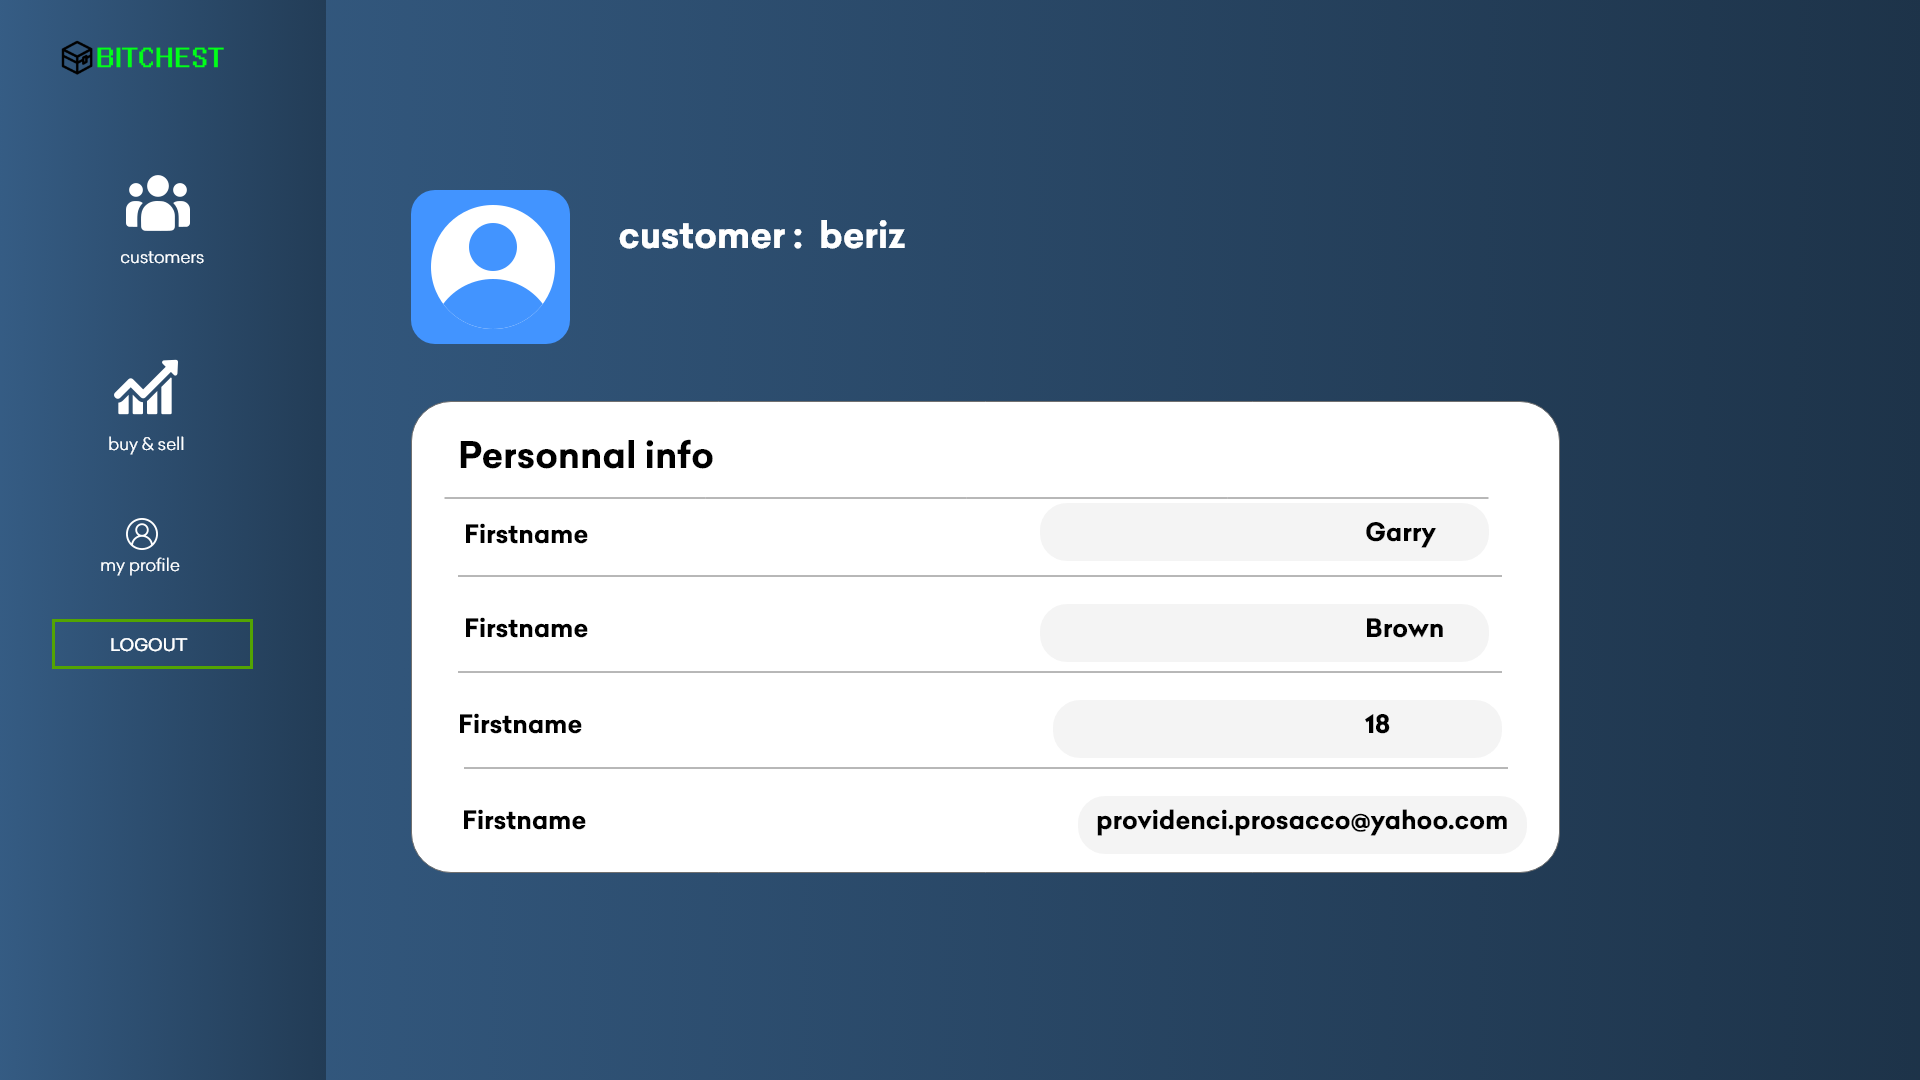 BITCHEST
customers
buy & sell
my profile
LOGOUT
customer : beriz
Personnal info
Firstname Garry
Firstname Brown
Firstname 18
Firstname providenci.prosacco@yahoo.com